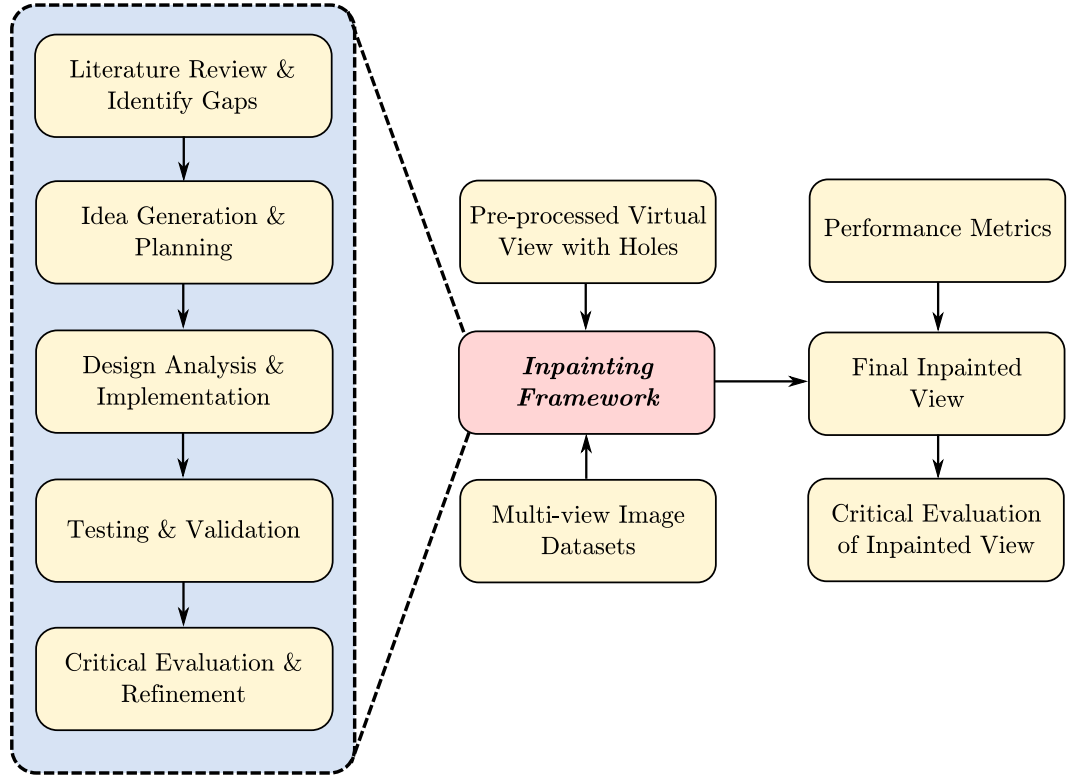 Literature Review &
Identify Gaps
Idea Generation &
Planning
Design Analysis &
Implementation
Testing & Validation
Critical Evaluation &
Refinement
Pre-processed Virtual
View with Holes
Inpainting
Framework
Multi-view Image
Datasets
Performance Metrics
Final Inpainted
View
Critical Evaluation
of Inpainted View